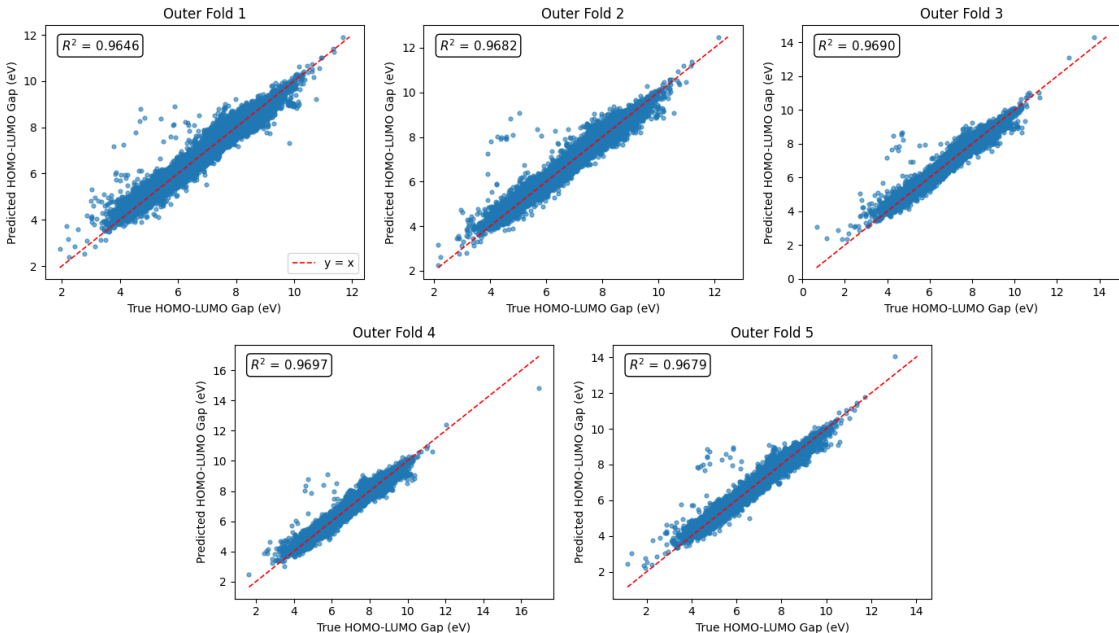 Outer Fold 1
R² = 0.9646
Predicted HOMO-LUMO Gap (eV)
12
10
8
6
4
2
y = x
2 4 6 8 10 12
True HOMO-LUMO Gap (eV)
Outer Fold 2
R² = 0.9682
Predicted HOMO-LUMO Gap (eV)
12
10
8
6
4
2
2 4 6 8 10 12
True HOMO-LUMO Gap (eV)
Outer Fold 3
R² = 0.9690
Predicted HOMO-LUMO Gap (eV)
14
12
10
8
6
4
2
0
0 2 4 6 8 10 12 14
True HOMO-LUMO Gap (eV)
Outer Fold 4
R² = 0.9697
Predicted HOMO-LUMO Gap (eV)
16
14
12
10
8
6
4
2
2 4 6 8 10 12 14 16
True HOMO-LUMO Gap (eV)
Outer Fold 5
R² = 0.9679
Predicted HOMO-LUMO Gap (eV)
14
12
10
8
6
4
2
2 4 6 8 10 12 14
True HOMO-LUMO Gap (eV)